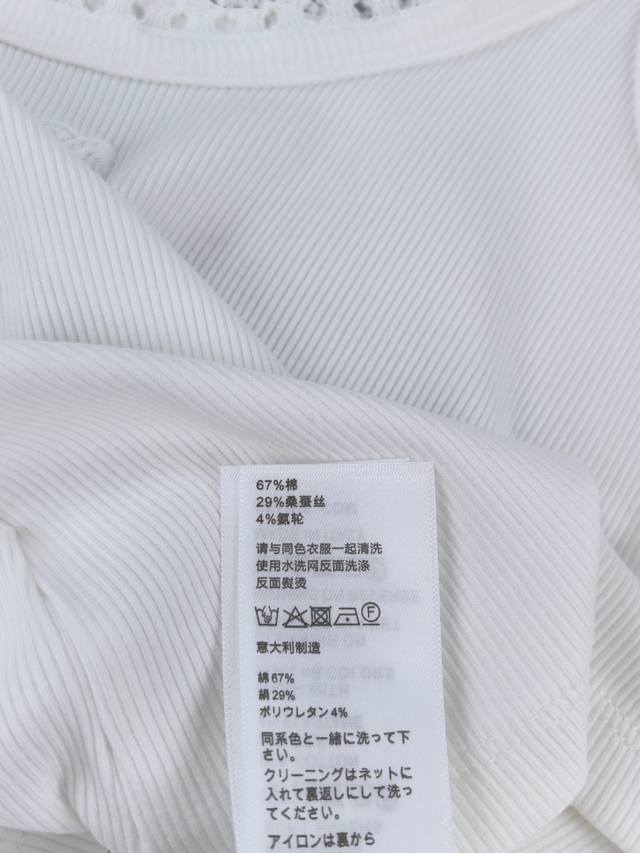 67%棉
29%桑蚕丝
4%氨轮
请与同色衣服一起清洗
使用水洗网反面洗涤
反面熨烫
意大利制造
綿67%
絹29%
ポリウレタン4%
同系色と一緒に洗って下
さい。
クリーニングはネットに
入れて裏返しにして洗っ
てください。
アイロンは裏から